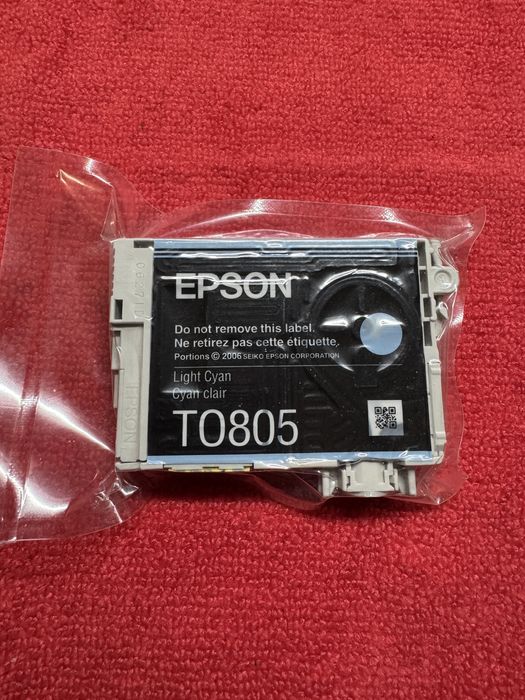 EPSON
Do not remove this label.
Ne retirez pas cette étiquette.
Portions © 2006 SEIKO EPSON CORPORATION
Light Cyan
Cyan clair
T0805
EPSON